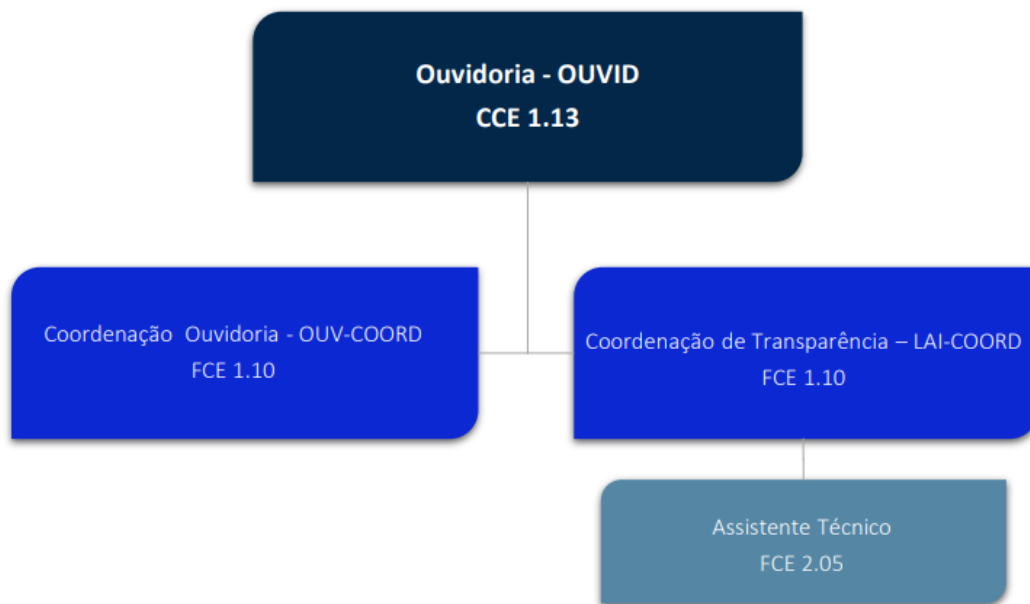 Ouvidoria - OUVID
CCE 1.13
Coordenação Ouvidoria - OUV-COORD
FCE 1.10
Coordenação de Transparência – LAI-COORD
FCE 1.10
Assistente Técnico
FCE 2.05